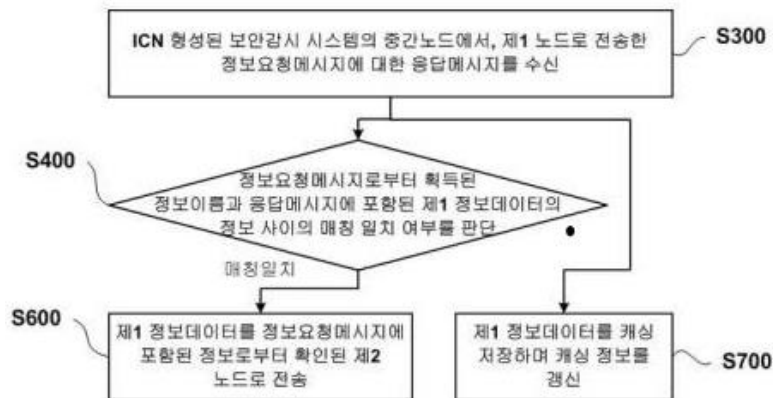 ICN 형성된 보안감시 시스템의 중간노드에서, 제1 노드로 전송한
정보요청메시지에 대한 응답메시지를 수신
S300
S400
정보요청메시지로부터 획득된
정보이름과 응답메시지에 포함된 제1 정보데이터의
정보 사이의 매칭 일치 여부를 판단
매칭일치
S600
제1 정보데이터를 정보요청메시지에
포함된 정보로부터 확인된 제2
노드로 전송
제1 정보데이터를 캐싱
저장하며 캐싱 정보를
갱신
S700